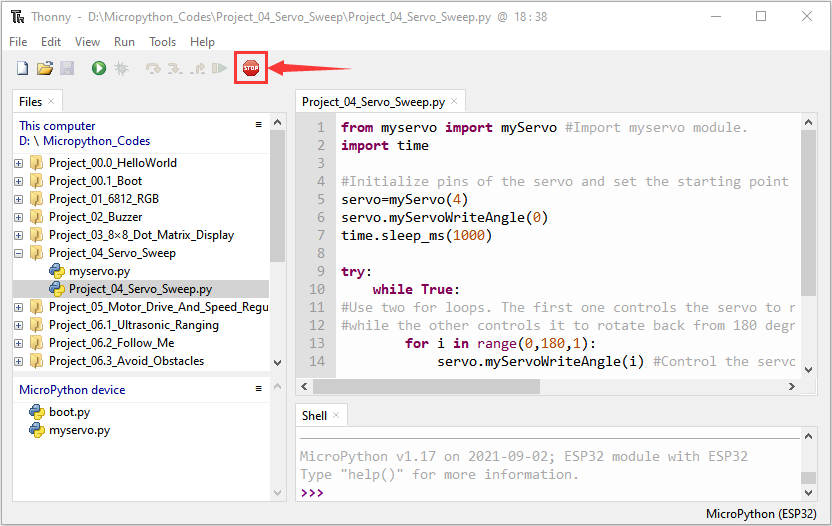 Thonny - D:\Micropython_Codes\Project_04_Servo_Sweep\Project_04_Servo_Sweep.py @ 18 : 38
File Edit View Run Tools Help
STOP
Files
This computer
D: \ Micropython_Codes
Project_00.0_HelloWorld
Project_00.1_Boot
Project_01_6812_RGB
Project_02_Buzzer
Project_03_8×8_Dot_Matrix_Display
Project_04_Servo_Sweep
myservo.py
Project_04_Servo_Sweep.py
Project_05_Motor_Drive_And_Speed_Regu
Project_06.1_Ultrasonic_Ranging
Project_06.2_Follow_Me
Project_06.3_Avoid_Obstacles
MicroPython device
boot.py
myservo.py
Project_04_Servo_Sweep.py
1 from myservo import myServo #Import myservo module.
2 import time
3
4 #Initialize pins of the servo and set the starting point
5 servo=myServo(4)
6 servo.myServoWriteAngle(0)
7 time.sleep_ms(1000)
8
9 try:
10 while True:
11 #Use two for loops. The first one controls the servo to r
12 #while the other controls it to rotate back from 180 degr
13 for i in range(0,180,1):
14 servo.myServoWriteAngle(i) #Control the servo
Shell
MicroPython v1.17 on 2021-09-02; ESP32 module with ESP32
Type "help()" for more information.
>>>
MicroPython (ESP32)